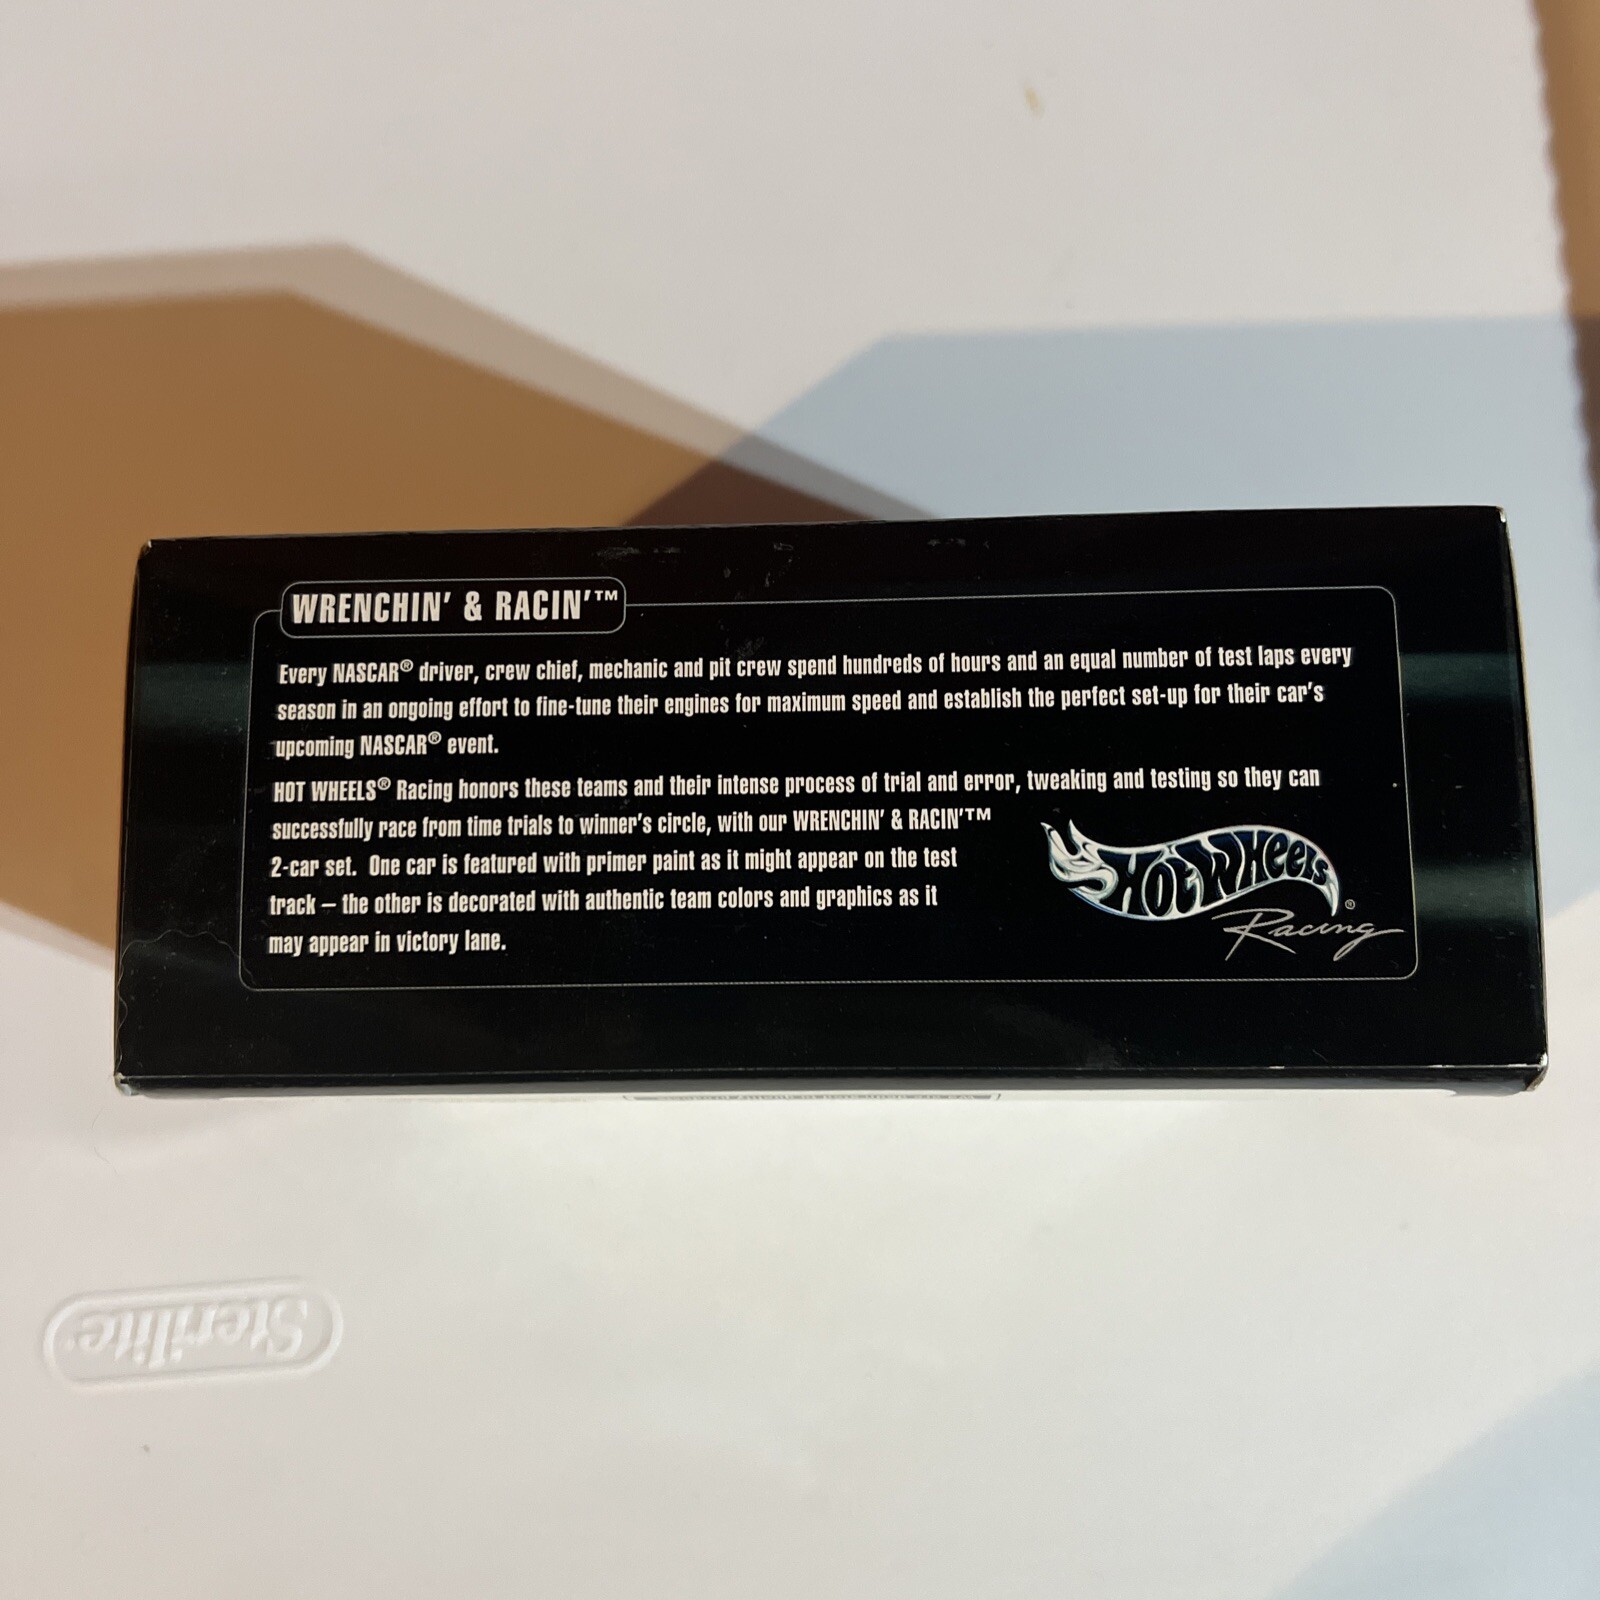 WRENCHIN' & RACIN'™
Every NASCAR® driver, crew chief, mechanic and pit crew spend hundreds of hours and an equal number of test laps every
season in an ongoing effort to fine-tune their engines for maximum speed and establish the perfect set-up for their car's
upcoming NASCAR® event.
HOT WHEELS® Racing honors these teams and their intense process of trial and error, tweaking and testing so they can
successfully race from time trials to winner's circle, with our WRENCHIN' & RACIN'™
2-car set. One car is featured with primer paint as it might appear on the test
track – the other is decorated with authentic team colors and graphics as it
may appear in victory lane.
HOT WHEELS®
Racing
Sterilite®